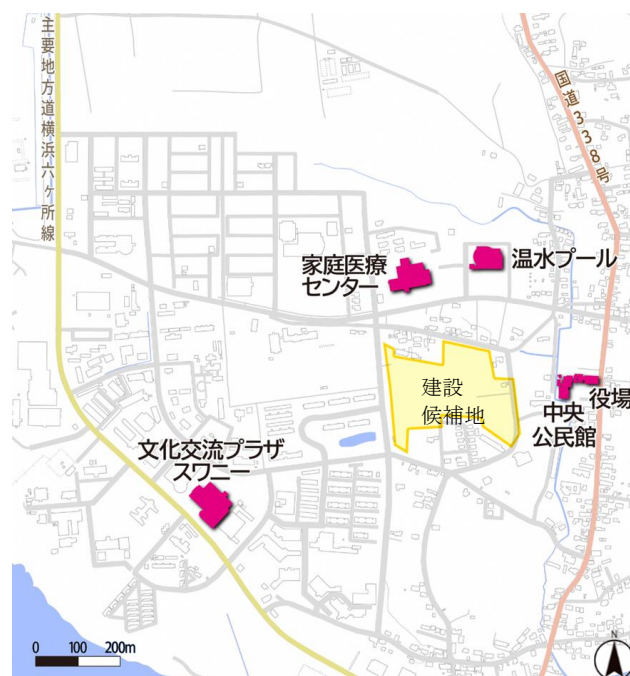 主要地方道横浜六ヶ所線
国道338号
家庭医療
センター
温水プール
建設
候補地
役場
中央
公民館
文化交流プラザ
スワニー
0 100 200m
N